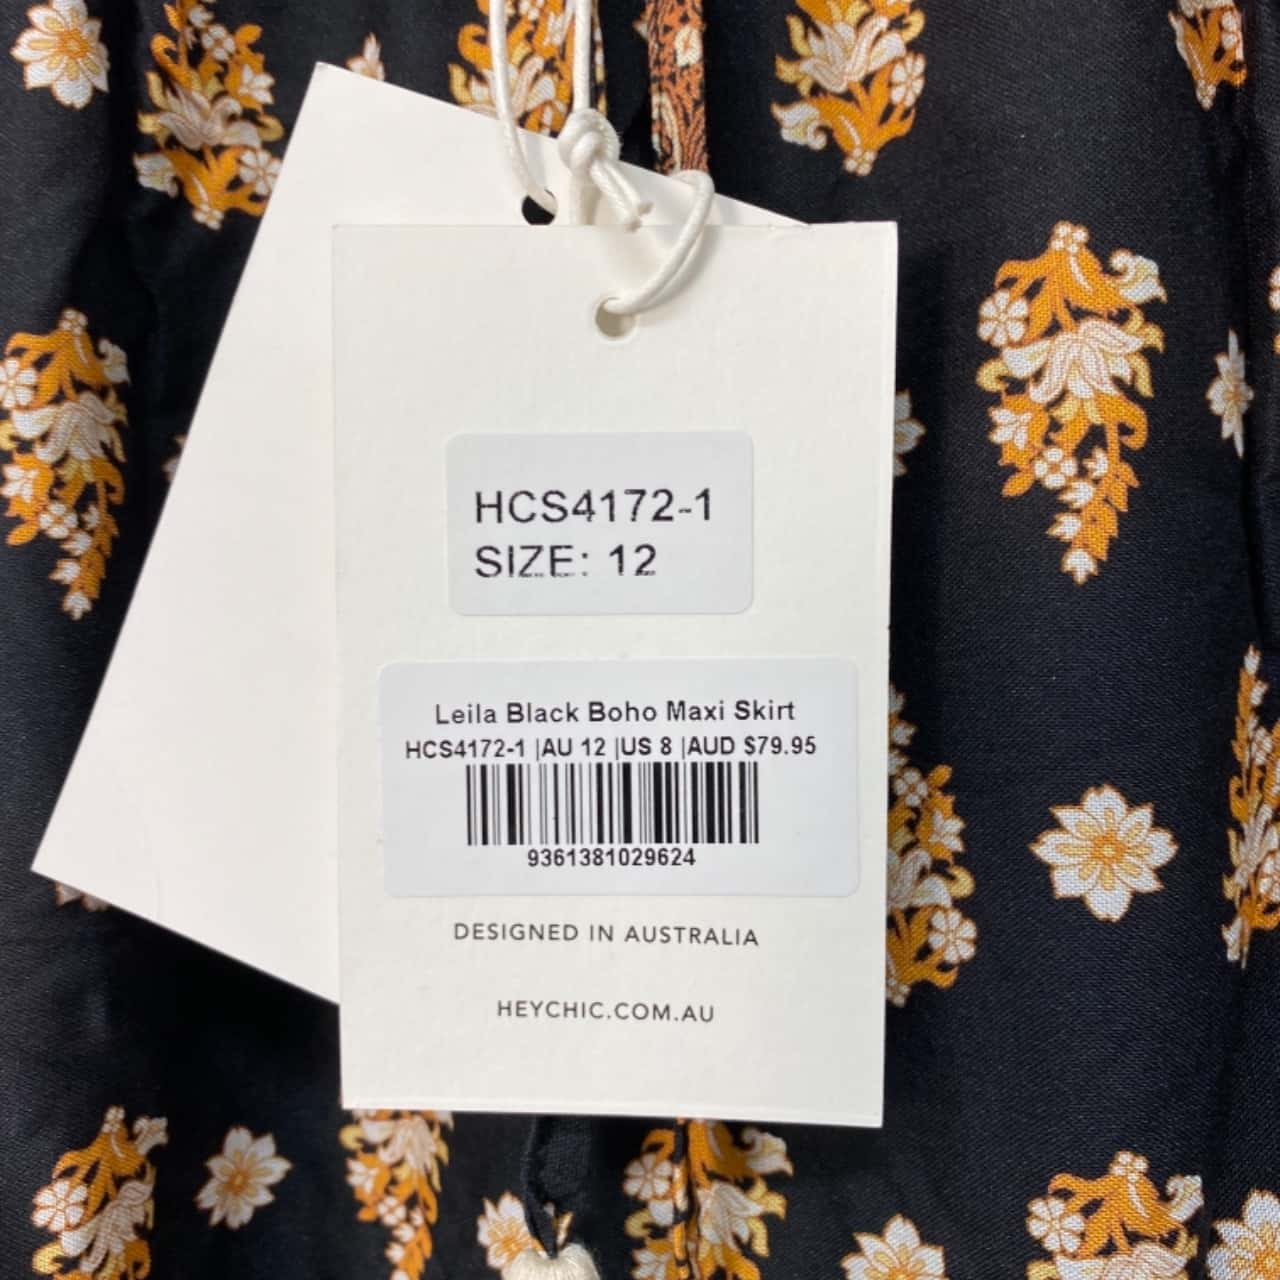 HCS4172-1
SIZE: 12
Leila Black Boho Maxi Skirt
HCS4172-1 |AU 12 |US 8 |AUD $79.95
9361381029624
DESIGNED IN AUSTRALIA
HEYCHIC.COM.AU